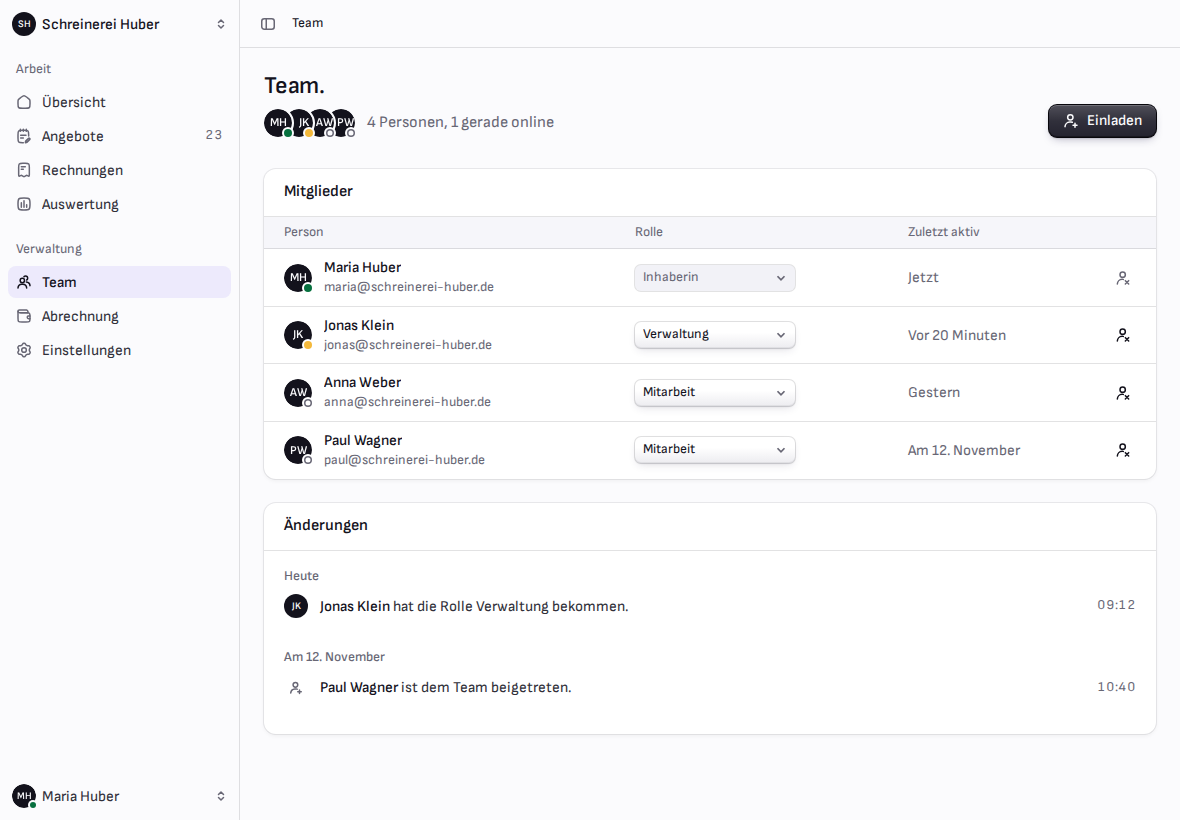 SH Schreinerei Huber
Arbeit
Übersicht
Angebote 23
Rechnungen
Auswertung
Verwaltung
Team
Abrechnung
Einstellungen
MH Maria Huber
Team
Team.
MH JK AW PW 4 Personen, 1 gerade online
Einladen
Mitglieder
Person Rolle Zuletzt aktiv
MH Maria Huber
maria@schreinerei-huber.de
Inhaberin
Jetzt
JK Jonas Klein
jonas@schreinerei-huber.de
Verwaltung
Vor 20 Minuten
AW Anna Weber
anna@schreinerei-huber.de
Mitarbeit
Gestern
PW Paul Wagner
paul@schreinerei-huber.de
Mitarbeit
Am 12. November
Änderungen
Heute
JK Jonas Klein hat die Rolle Verwaltung bekommen. 09:12
Am 12. November
Paul Wagner ist dem Team beigetreten. 10:40